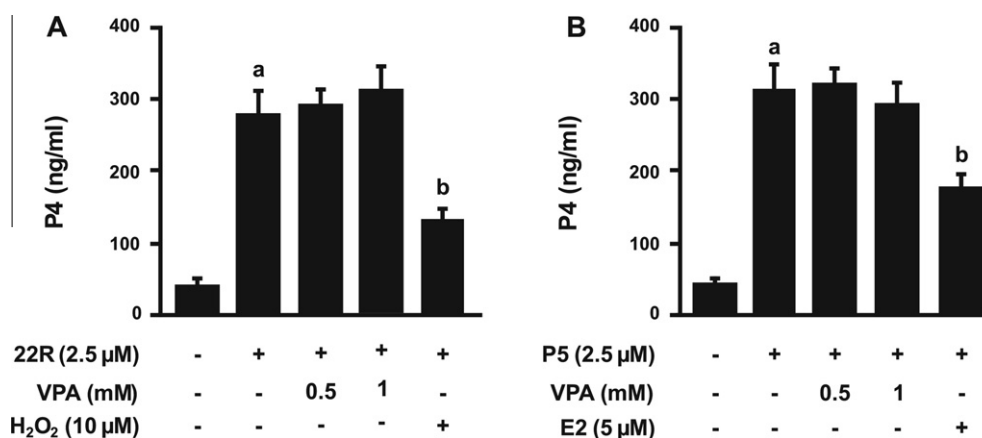 A
400
300
200
100
0
P4 (ng/ml)
a
b
22R (2.5 µM) - + + + +
VPA (mM) - - 0.5 1 -
H₂O₂ (10 µM) - - - - +
B
400
300
200
100
0
P4 (ng/ml)
a
b
P5 (2.5 µM) - + + + +
VPA (mM) - - 0.5 1 -
E2 (5 µM) - - - - +